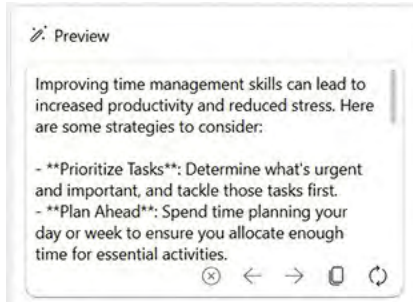 Preview
Improving time management skills can lead to
increased productivity and reduced stress. Here
are some strategies to consider:
- **Prioritize Tasks**: Determine what's urgent
and important, and tackle those tasks first.
- **Plan Ahead**: Spend time planning your
day or week to ensure you allocate enough
time for essential activities.